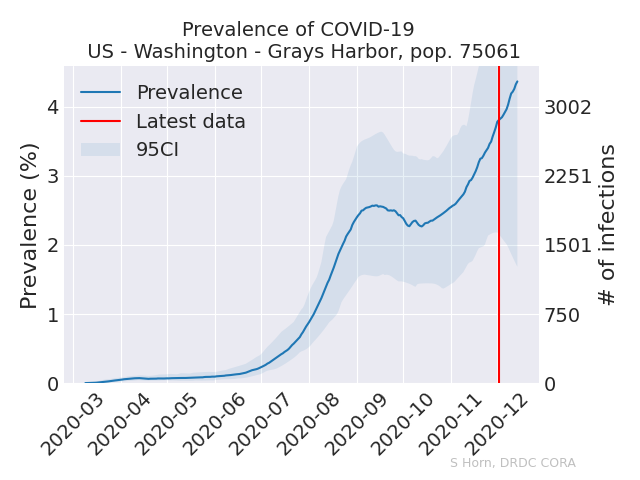 Prevalence of COVID-19
US - Washington - Grays Harbor, pop. 75061
Prevalence
Latest data
95CI
Prevalence (%)
4
3
2
1
0
# of infections
3002
2251
1501
750
0
2020-03
2020-04
2020-05
2020-06
2020-07
2020-08
2020-09
2020-10
2020-11
2020-12
S Horn, DRDC CORA